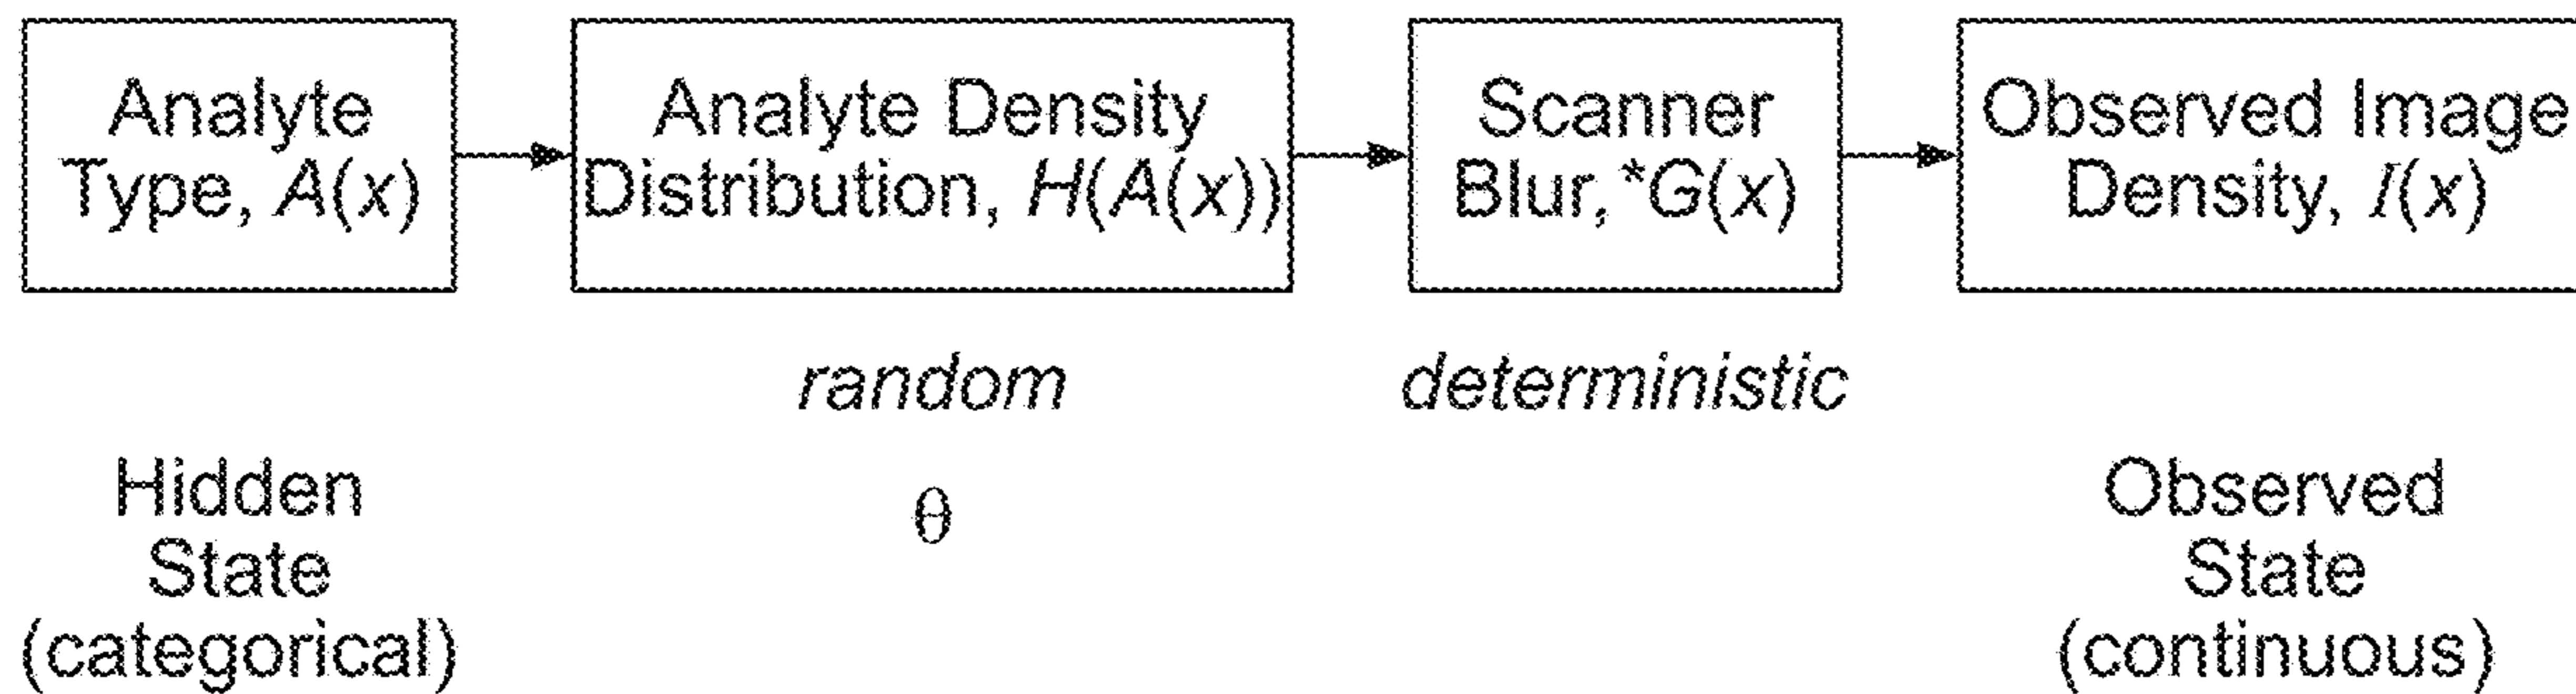 Analyte
Type, A(x)
Analyte Density
Distribution, H(A(x))
Scanner
Blur,*G(x)
Observed Image
Density, I(x)
random
deterministic
Hidden
State
(categorical)
θ
Observed
State
(continuous)